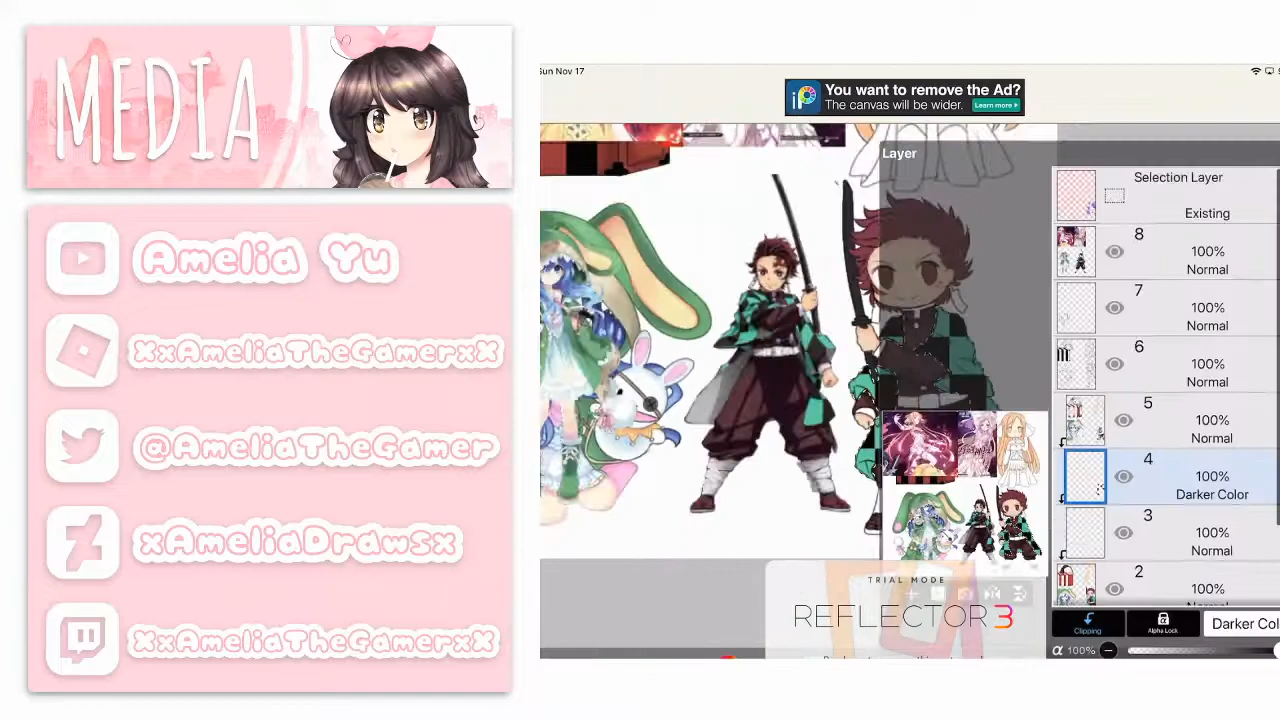 MEDIA
Amelia Yu
XxAmeliaTheGamerxX
@AmeliaTheGamer
xAmeliaDrawsx
XxAmeliaTheGamerxX
Sun Nov 17
You want to remove the Ad?
The canvas will be wider.
Learn more
Layer
Selection Layer
Existing
8
100%
Normal
7
100%
Normal
6
100%
Normal
5
100%
Normal
4
100%
Darker Color
3
100%
Normal
2
100%
TRIAL MODE
REFLECTOR 3
Clipping
Alpha Lock
Darker Col
α 100%